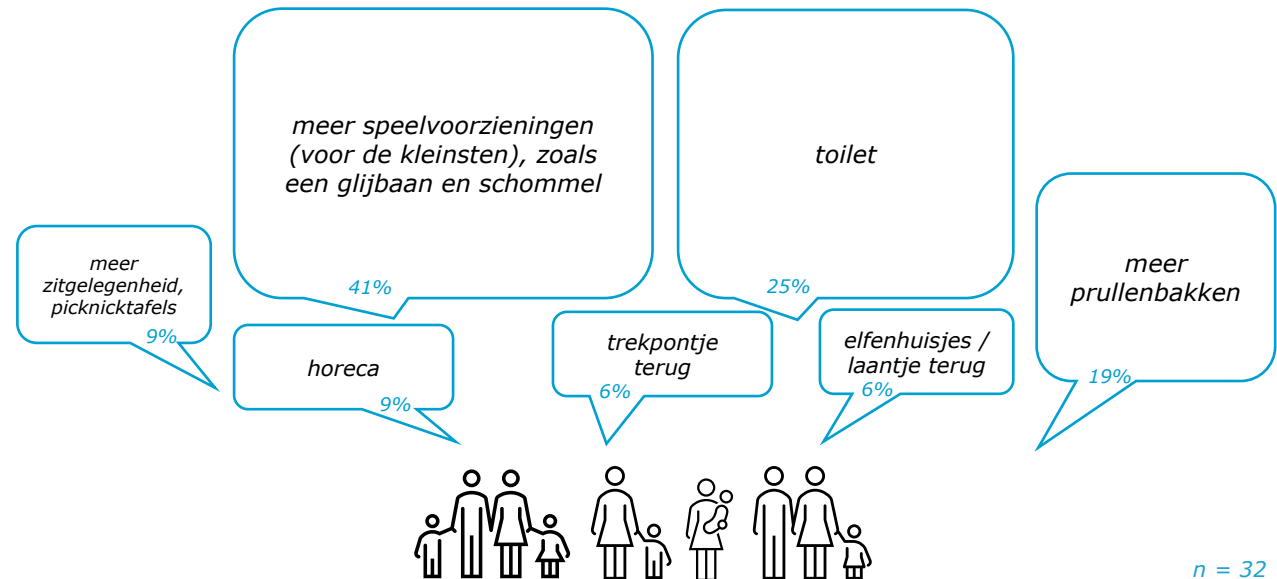 meer speelvoorzieningen
(voor de kleinsten), zoals
een glijbaan en schommel
41%
toilet
25%
meer
prullenbakken
19%
meer
zitgelegenheid,
picknicktafels
9%
horeca
9%
trekpontje
terug
6%
elfenhuisjes /
laantje terug
6%
n = 32